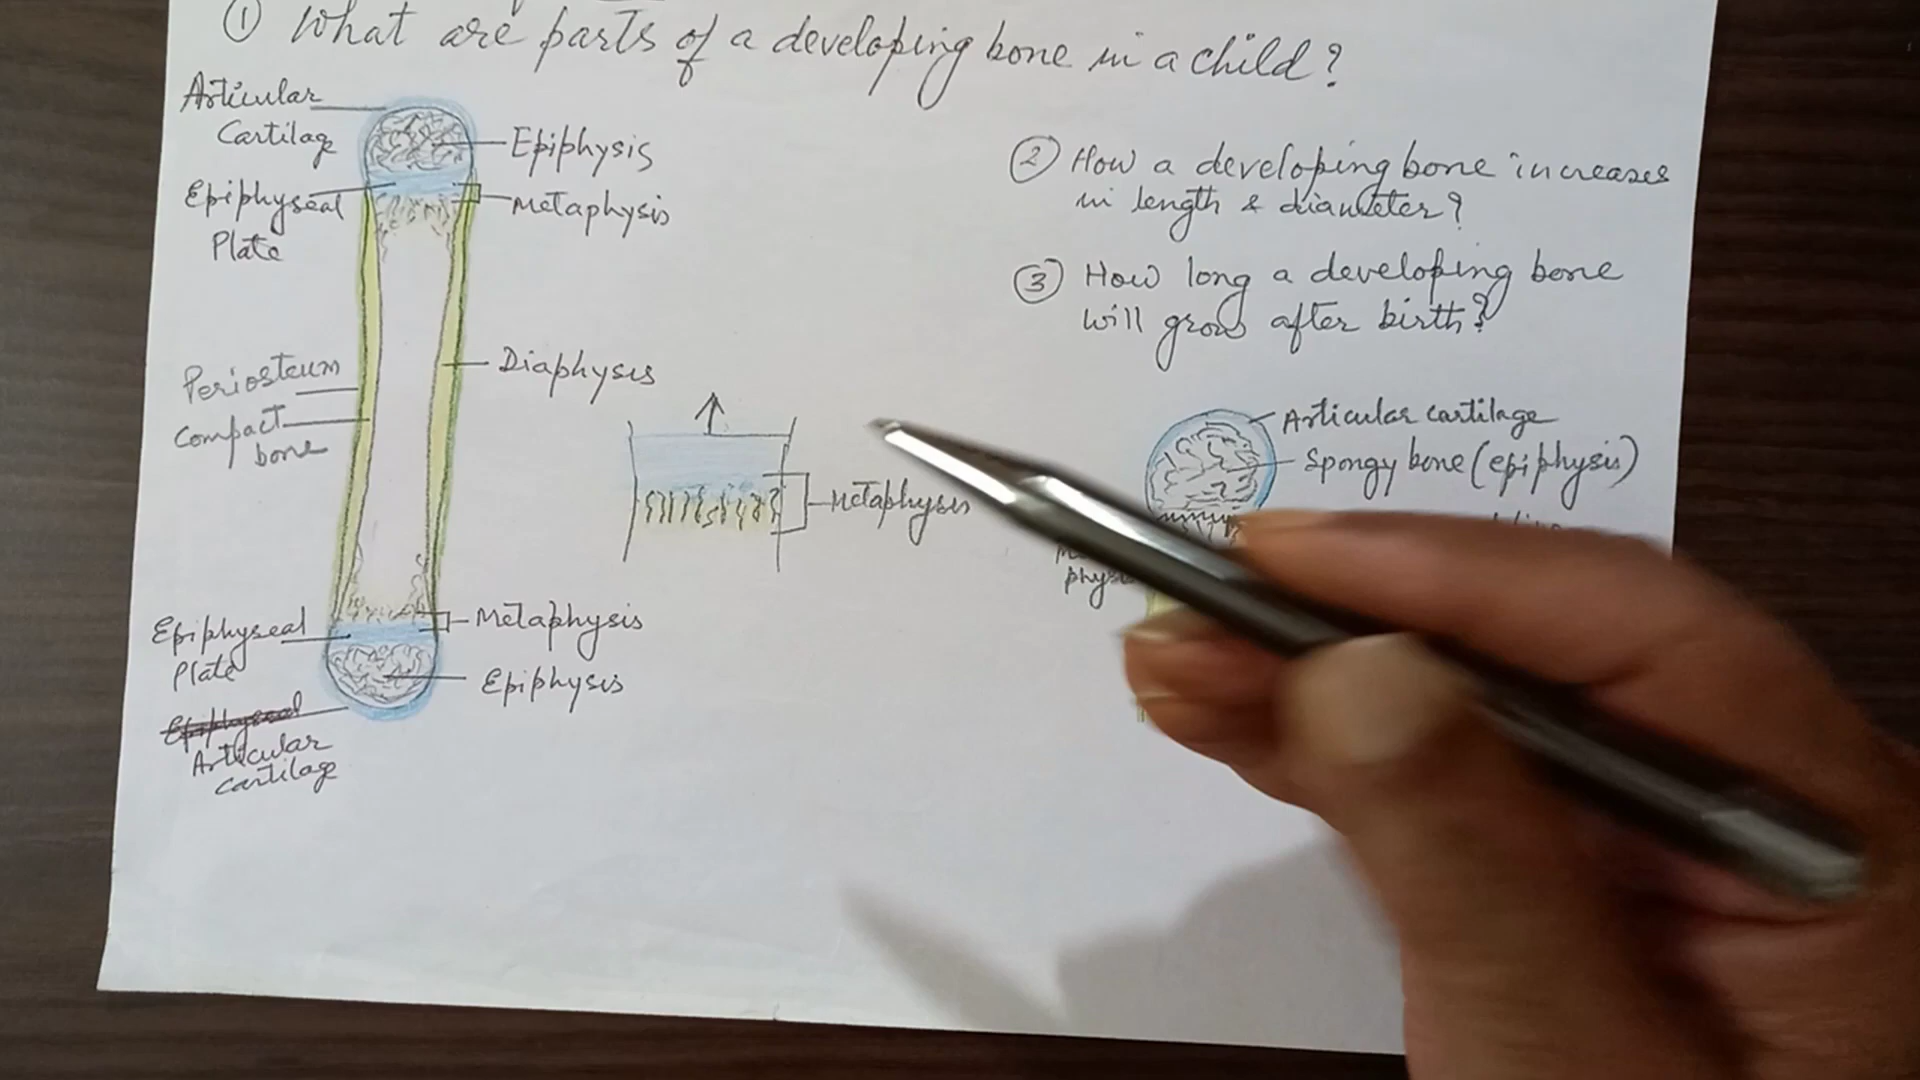 ① What are parts of a developing bone in a child?
Articular
Cartilage
Epiphysis
Epiphyseal
Plate
Metaphysis
Periosteum
Compact
bone
Diaphysis
Epiphyseal
Plate
Metaphysis
Epiphysis
Articular
cartilage
Metaphysis
② How a developing bone increases
in length & diameter?
③ How long a developing bone
will grow after birth?
Articular cartilage
Spongy bone (epiphysis)